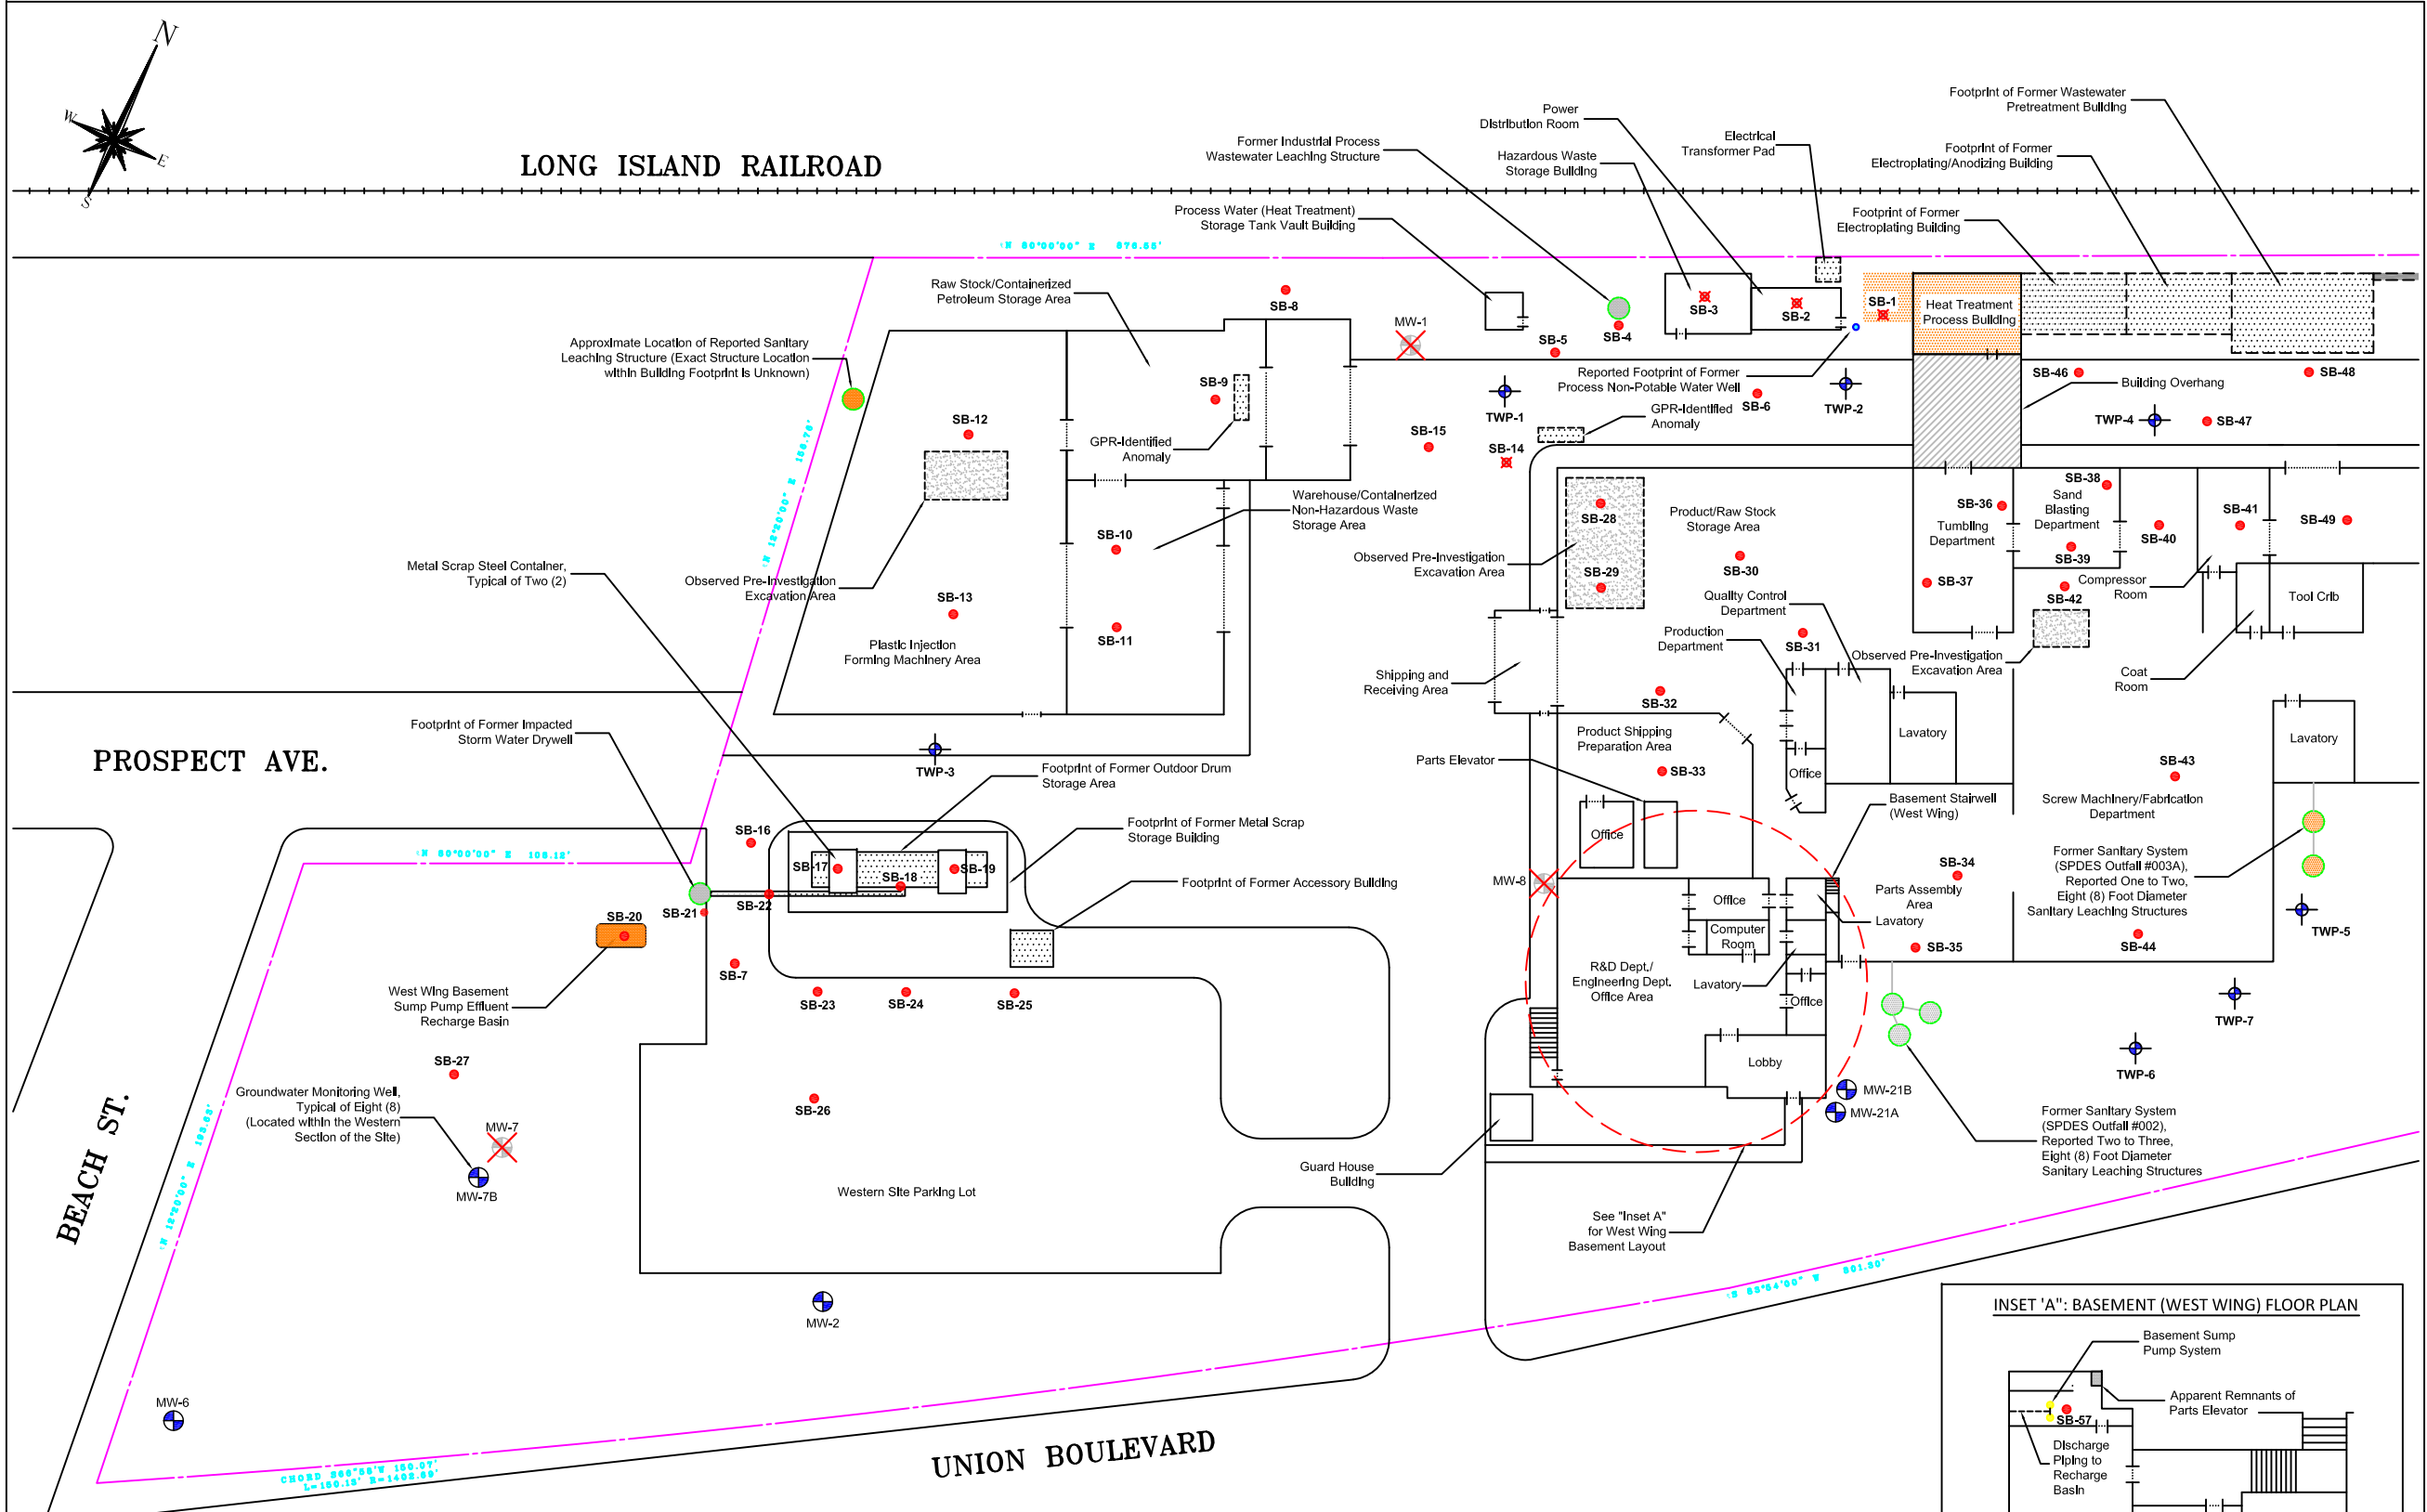 N
W
E
S
LONG ISLAND RAILROAD
Former Industrial Process
Wastewater Leaching Structure
Power
Distribution Room
Hazardous Waste
Storage Building
Electrical
Transformer Pad
Footprint of Former Wastewater
Pretreatment Building
Footprint of Former
Electroplating/Anodizing Building
Footprint of Former
Electroplating Building
Process Water (Heat Treatment)
Storage Tank Vault Building
Raw Stock/Containerized
Petroleum Storage Area
SB-8
MW-1
SB-5
SB-4
SB-3
SB-2
SB-1
Heat Treatment
Process Building
Approximate Location of Reported Sanitary
Leaching Structure (Exact Structure Location
within Building Footprint is Unknown)
SB-9
SB-12
GPR-Identified
Anomaly
SB-15
TWP-1
SB-14
Reported Footprint of Former
Process Non-Potable Water Well
SB-6
TWP-2
GPR-Identified
Anomaly
SB-46
Building Overhang
SB-48
TWP-4
SB-47
Warehouse/Containerized
Non-Hazardous Waste
Storage Area
SB-10
SB-11
SB-13
Observed Pre-Investigation
Excavation Area
Plastic Injection
Forming Machinery Area
Metal Scrap Steel Container,
Typical of Two (2)
SB-28
SB-29
Product/Raw Stock
Storage Area
Observed Pre-Investigation
Excavation Area
SB-30
SB-36
Tumbling
Department
SB-37
SB-38
Sand
Blasting
Department
SB-39
SB-40
SB-41
SB-49
SB-42
Compressor
Room
Tool Crib
Quality Control
Department
Production
Department
SB-31
Observed Pre-Investigation
Excavation Area
Coat
Room
Shipping and
Receiving Area
SB-32
Product Shipping
Preparation Area
SB-33
Lavatory
Office
Lavatory
SB-43
Screw Machinery/Fabrication
Department
PROSPECT AVE.
Footprint of Former Impacted
Storm Water Drywell
TWP-3
Footprint of Former Outdoor Drum
Storage Area
Footprint of Former Metal Scrap
Storage Building
Footprint of Former Accessory Building
Parts Elevator
Office
Basement Stairwell
(West Wing)
SB-34
Parts Assembly
Area
Lavatory
SB-35
Former Sanitary System
(SPDES Outfall #003A),
Reported One to Two,
Eight (8) Foot Diameter
Sanitary Leaching Structures
SB-44
TWP-5
SB-16
SB-17
SB-18
SB-19
SB-20
SB-21
SB-22
SB-7
SB-23
SB-24
SB-25
SB-26
SB-27
MW-8
Office
Computer
Room
R&D Dept./
Engineering Dept.
Office Area
Lavatory
Office
Lobby
TWP-7
TWP-6
MW-21B
MW-21A
West Wing Basement
Sump Pump Effluent
Recharge Basin
Groundwater Monitoring Well,
Typical of Eight (8)
(Located within the Western
Section of the Site)
MW-7
MW-7B
BEACH ST.
Western Site Parking Lot
Guard House
Building
See "Inset A"
for West Wing
Basement Layout
Former Sanitary System
(SPDES Outfall #002),
Reported Two to Three,
Eight (8) Foot Diameter
Sanitary Leaching Structures
MW-2
MW-6
UNION BOULEVARD
INSET 'A": BASEMENT (WEST WING) FLOOR PLAN
Basement Sump
Pump System
Apparent Remnants of
Parts Elevator
SB-57
Discharge
Piping to
Recharge
Basin